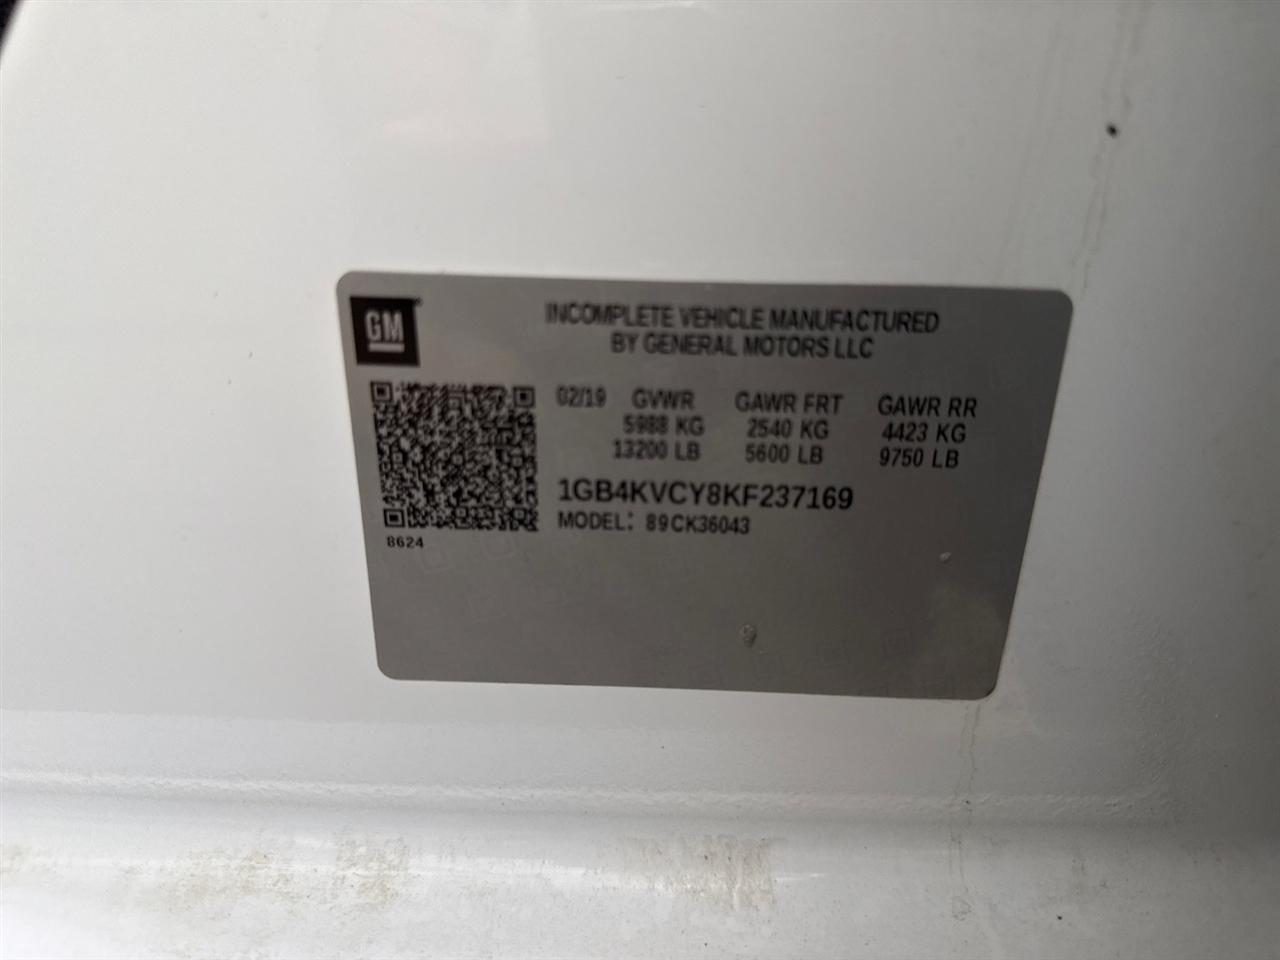 GM
INCOMPLETE VEHICLE MANUFACTURED
BY GENERAL MOTORS LLC
02/19 GVWR GAWR FRT GAWR RR
5988 KG 2540 KG 4423 KG
13200 LB 5600 LB 9750 LB
1GB4KVCY8KF237169
MODEL: 89CK36043
8624